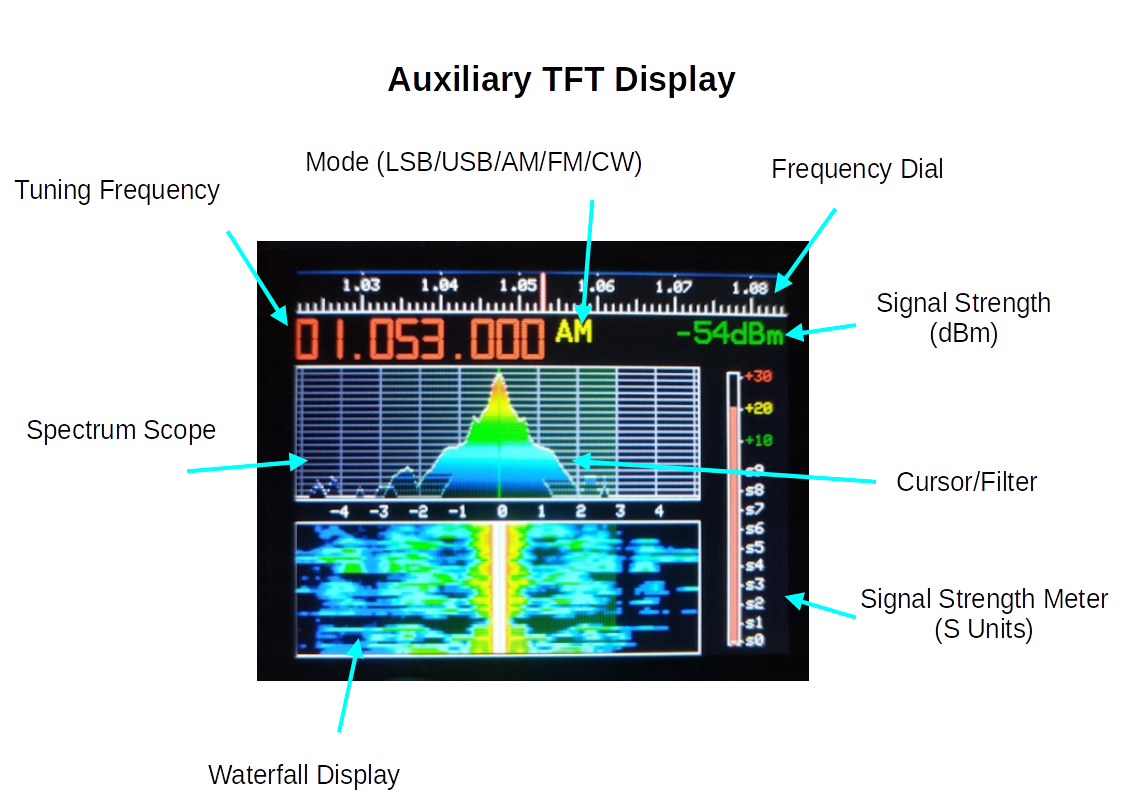 Auxiliary TFT Display
Mode (LSB/USB/AM/FM/CW)
Frequency Dial
Tuning Frequency
1.03 1.04 1.05 1.06 1.07 1.08
Signal Strength
(dBm)
01.053.000 AM -54dBm
+30
+20
Spectrum Scope
+10
s9
Cursor/Filter
s8
s7
-4 -3 -2 -1 0 1 2 3 4
s6
s5
s4
s3
s2
Signal Strength Meter
(S Units)
s1
s0
Waterfall Display